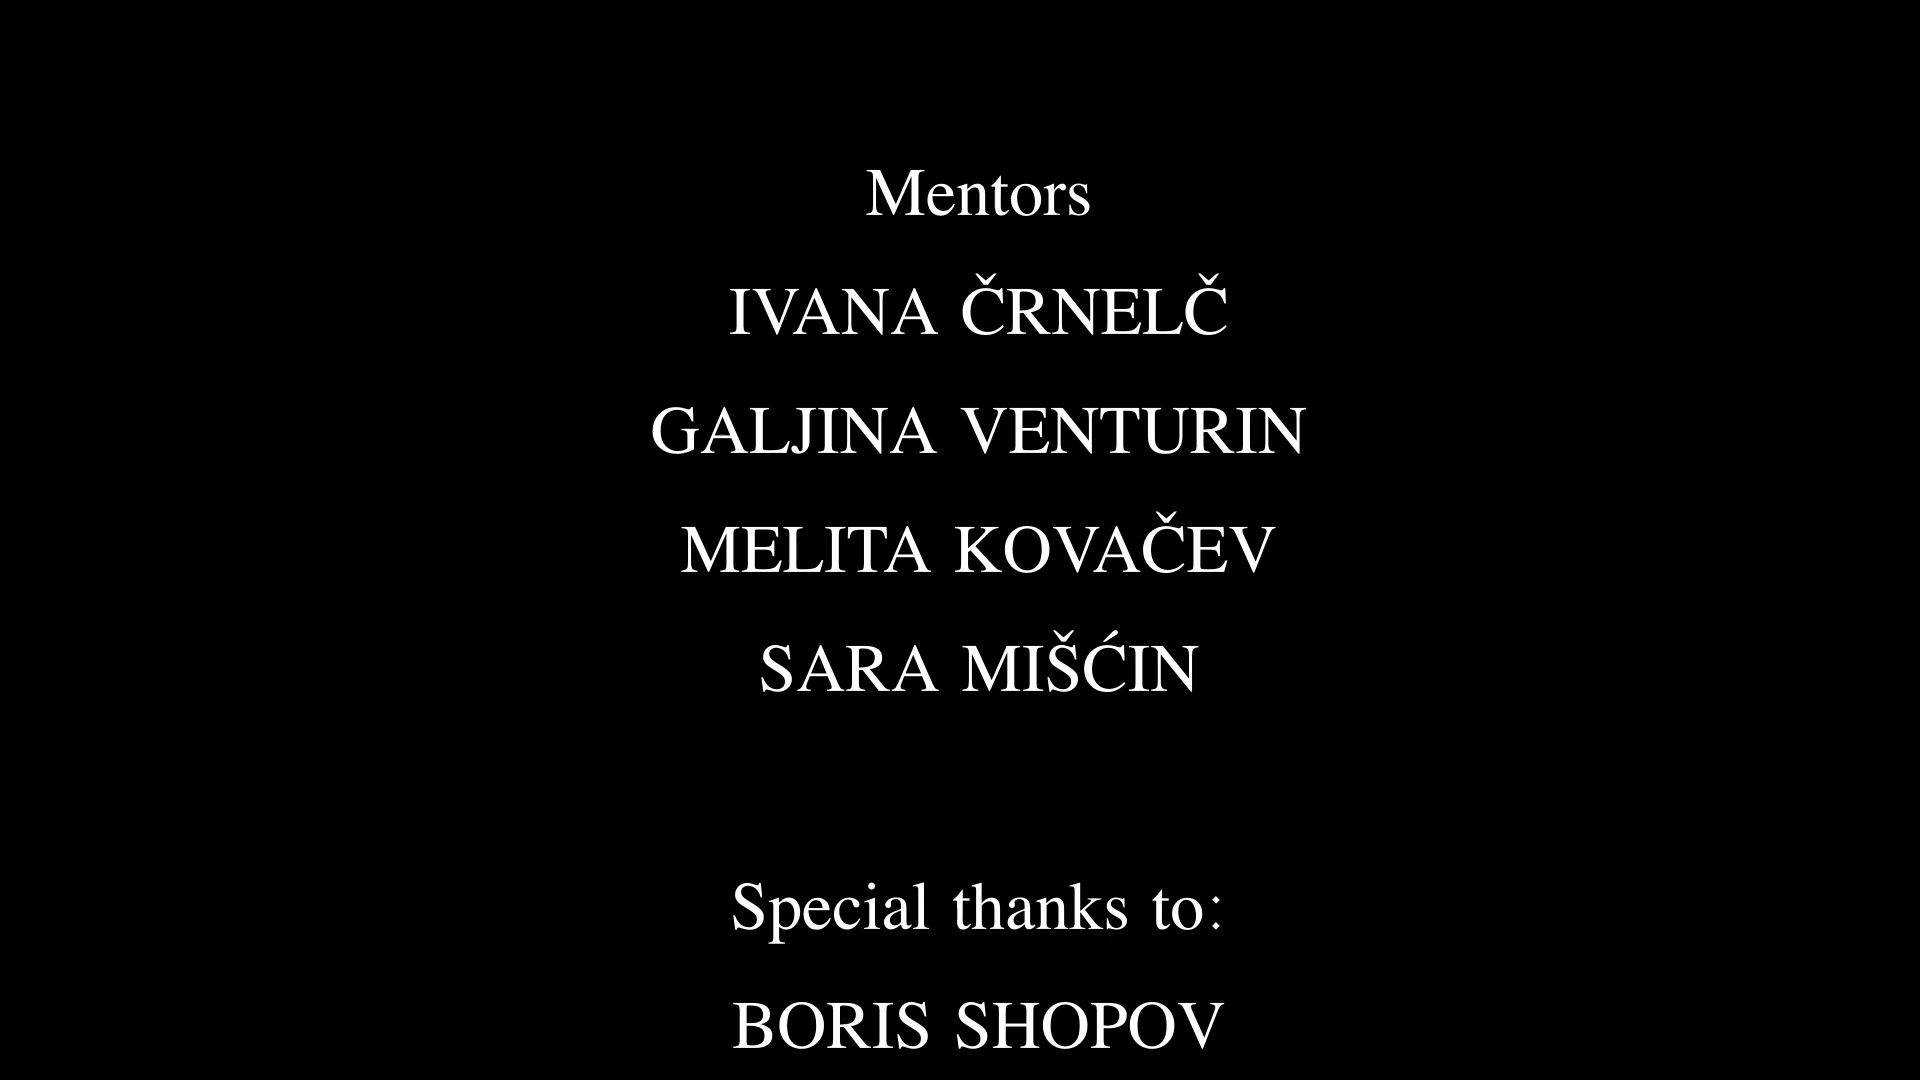 Mentors
IVANA ČRNELČ
GALJINA VENTURIN
MELITA KOVAČEV
SARA MIŠĆIN
Special thanks to:
BORIS SHOPOV